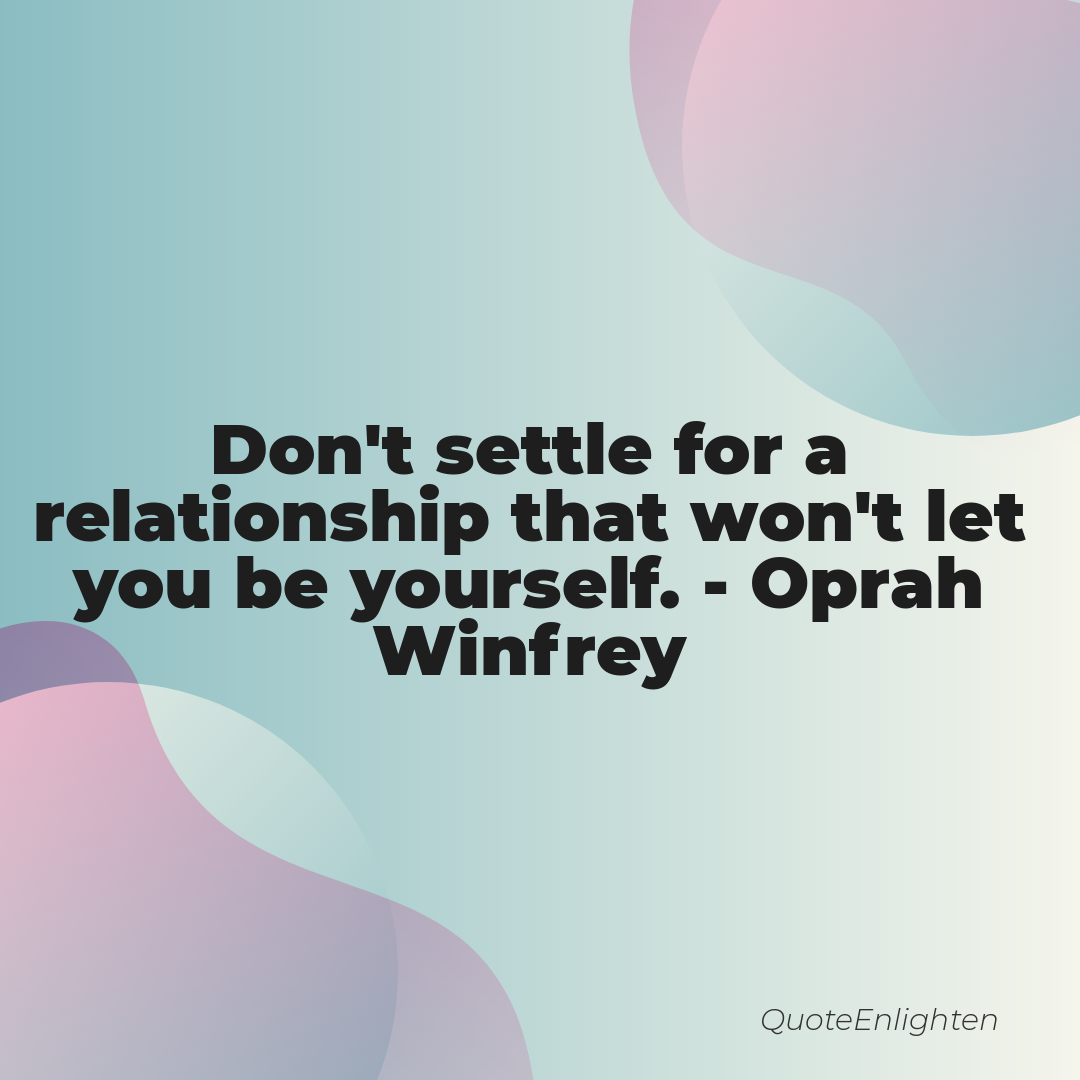 Don't settle for a
relationship that won't let
you be yourself. - Oprah
Winfrey
QuoteEnlighten